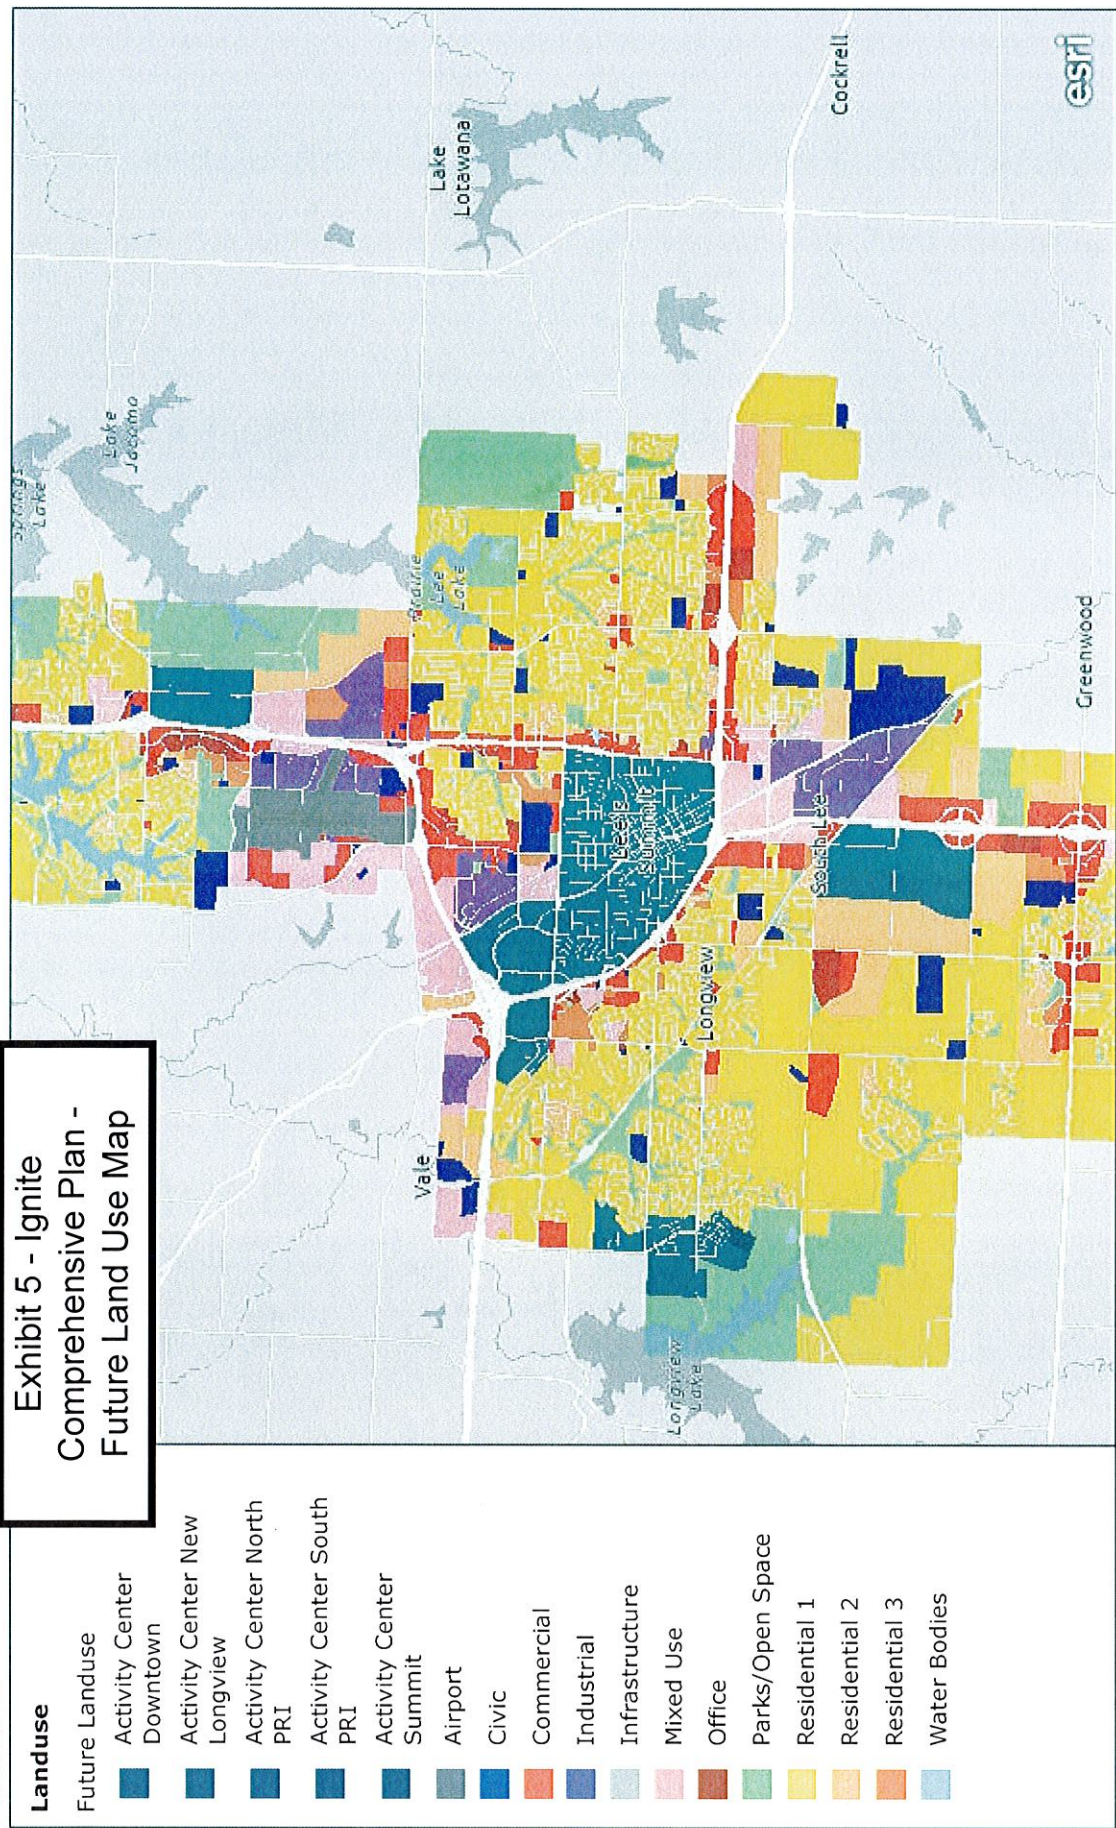 Exhibit 5 - Ignite
Comprehensive Plan -
Future Land Use Map
Landuse
Future Landuse
Activity Center
Downtown
Activity Center New
Longview
Activity Center North
PRI
Activity Center South
PRI
Activity Center
Summit
Airport
Civic
Commercial
Industrial
Infrastructure
Mixed Use
Office
Parks/Open Space
Residential 1
Residential 2
Residential 3
Water Bodies
Springs
Lake
Lake
Jacomo
Prairie
Lee
Lake
Lake
Lotawana
Vale
Lee's
Summit
Longview
Longview
Lake
South Lee
Greenwood
Cockrell
esri